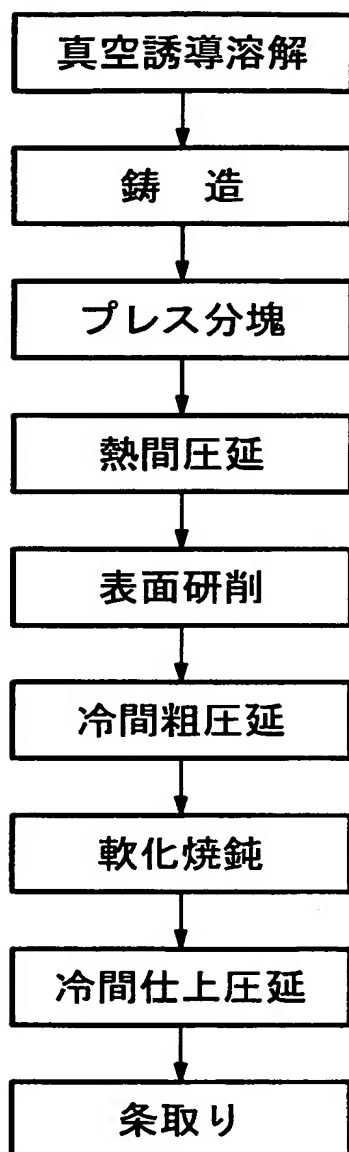 真空誘導溶解
鋳　造
プレス分塊
熱間圧延
表面研削
冷間粗圧延
軟化焼鈍
冷間仕上圧延
条取り